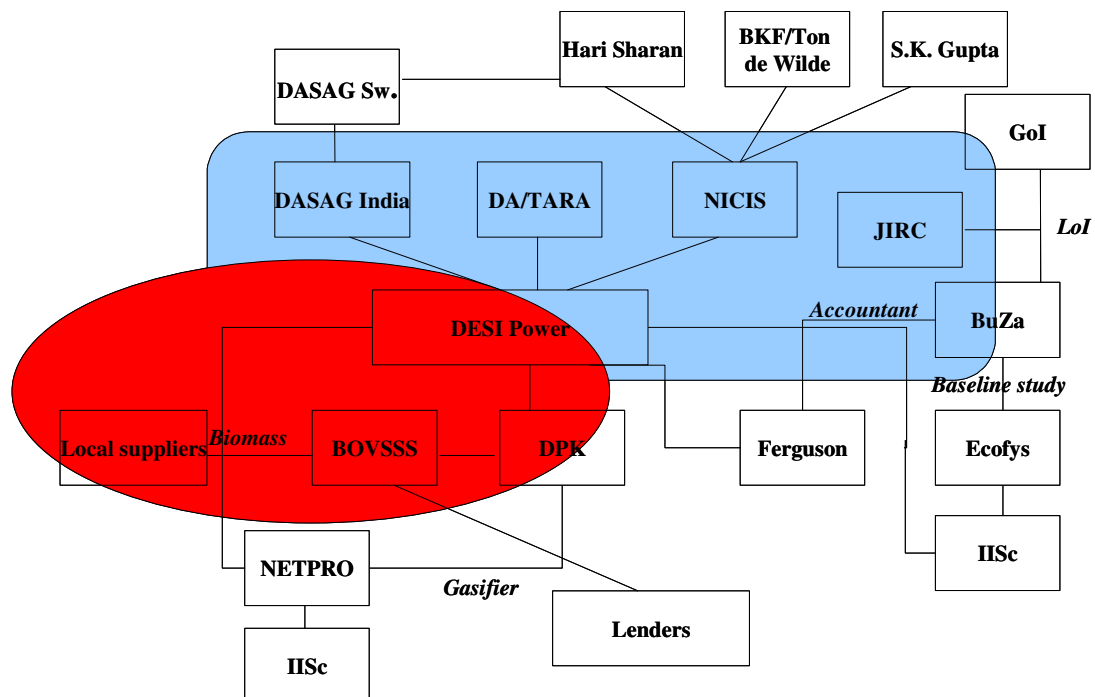 Hari Sharan
BKF/Ton
de Wilde
S.K. Gupta
DASAG Sw.
GoI
DASAG India
DA/TARA
NICIS
JIRC
LoI
DESI Power
Accountant
BuZa
Baseline study
Local suppliers
Biomass
BOVSSS
DPK
Ferguson
Ecofys
NETPRO
Gasifier
IISc
Lenders
IISc